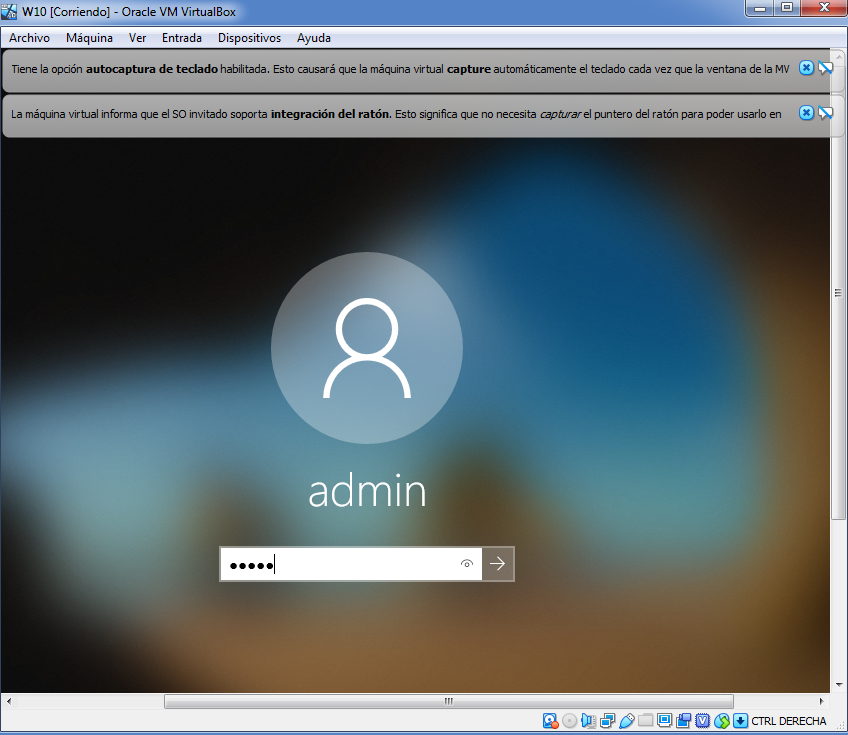 W10 [Corriendo] - Oracle VM VirtualBox
Archivo Máquina Ver Entrada Dispositivos Ayuda
Tiene la opción autocaptura de teclado habilitada. Esto causará que la máquina virtual capture automáticamente el teclado cada vez que la ventana de la MV
La máquina virtual informa que el SO invitado soporta integración del ratón. Esto significa que no necesita capturar el puntero del ratón para poder usarlo en
admin
●●●●●
CTRL DERECHA